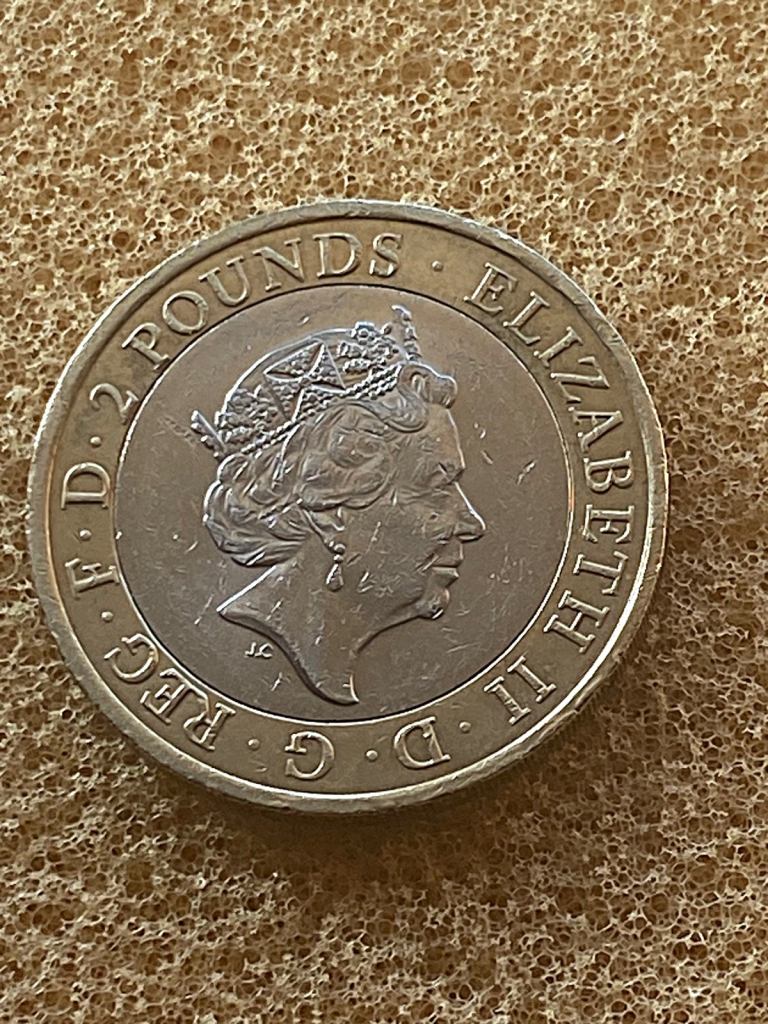 2 POUNDS · ELIZABETH II · D · G · REG · F · D ·
JC